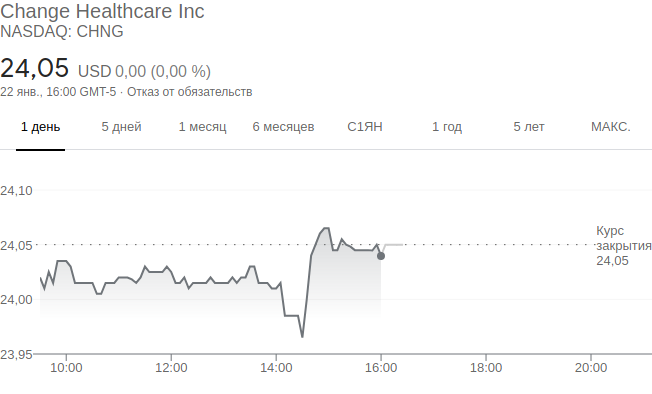 Change Healthcare Inc
NASDAQ: CHNG
24,05 USD 0,00 (0,00 %)
22 янв., 16:00 GMT-5 · Отказ от обязательств
1 день 5 дней 1 месяц 6 месяцев С1ЯН 1 год 5 лет МАКС.
24,10
Курс
24,05 закрытия
24,05
24,00
23,95
10:00 12:00 14:00 16:00 18:00 20:00